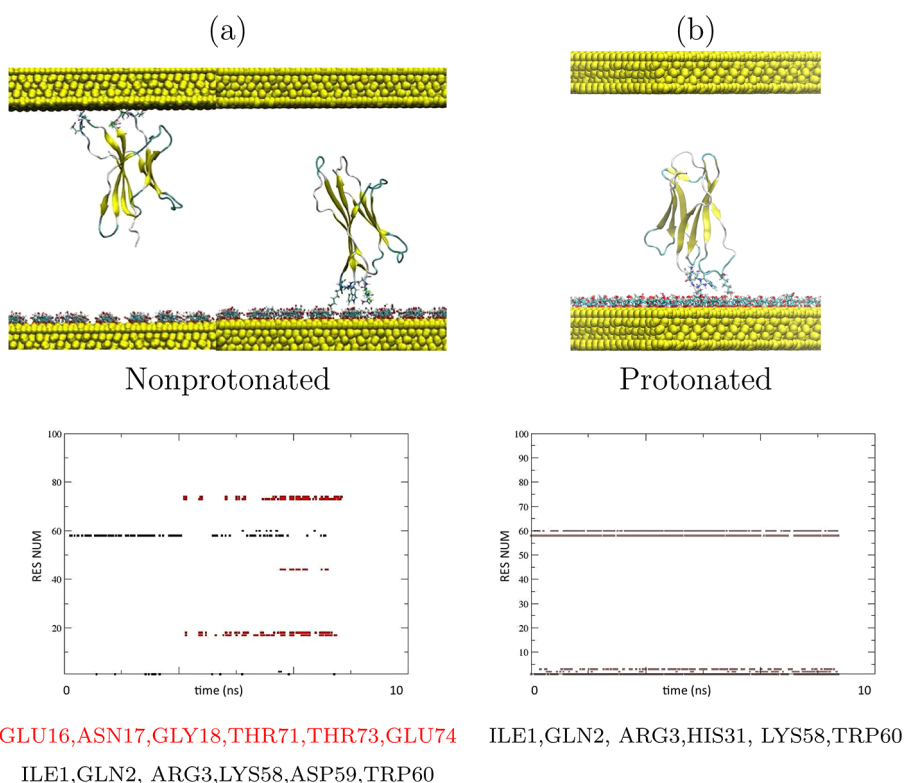 (a)
(b)
Nonprotonated
Protonated
100
90
80
60
40
20
RES NUM
0
time (ns)
10
100
90
80
70
60
50
40
30
20
10
RES NUM
0
time (ns)
10
GLU16,ASN17,GLY18,THR71,THR73,GLU74
ILE1,GLN2, ARG3,LYS58,ASP59,TRP60
ILE1,GLN2, ARG3,HIS31, LYS58,TRP60